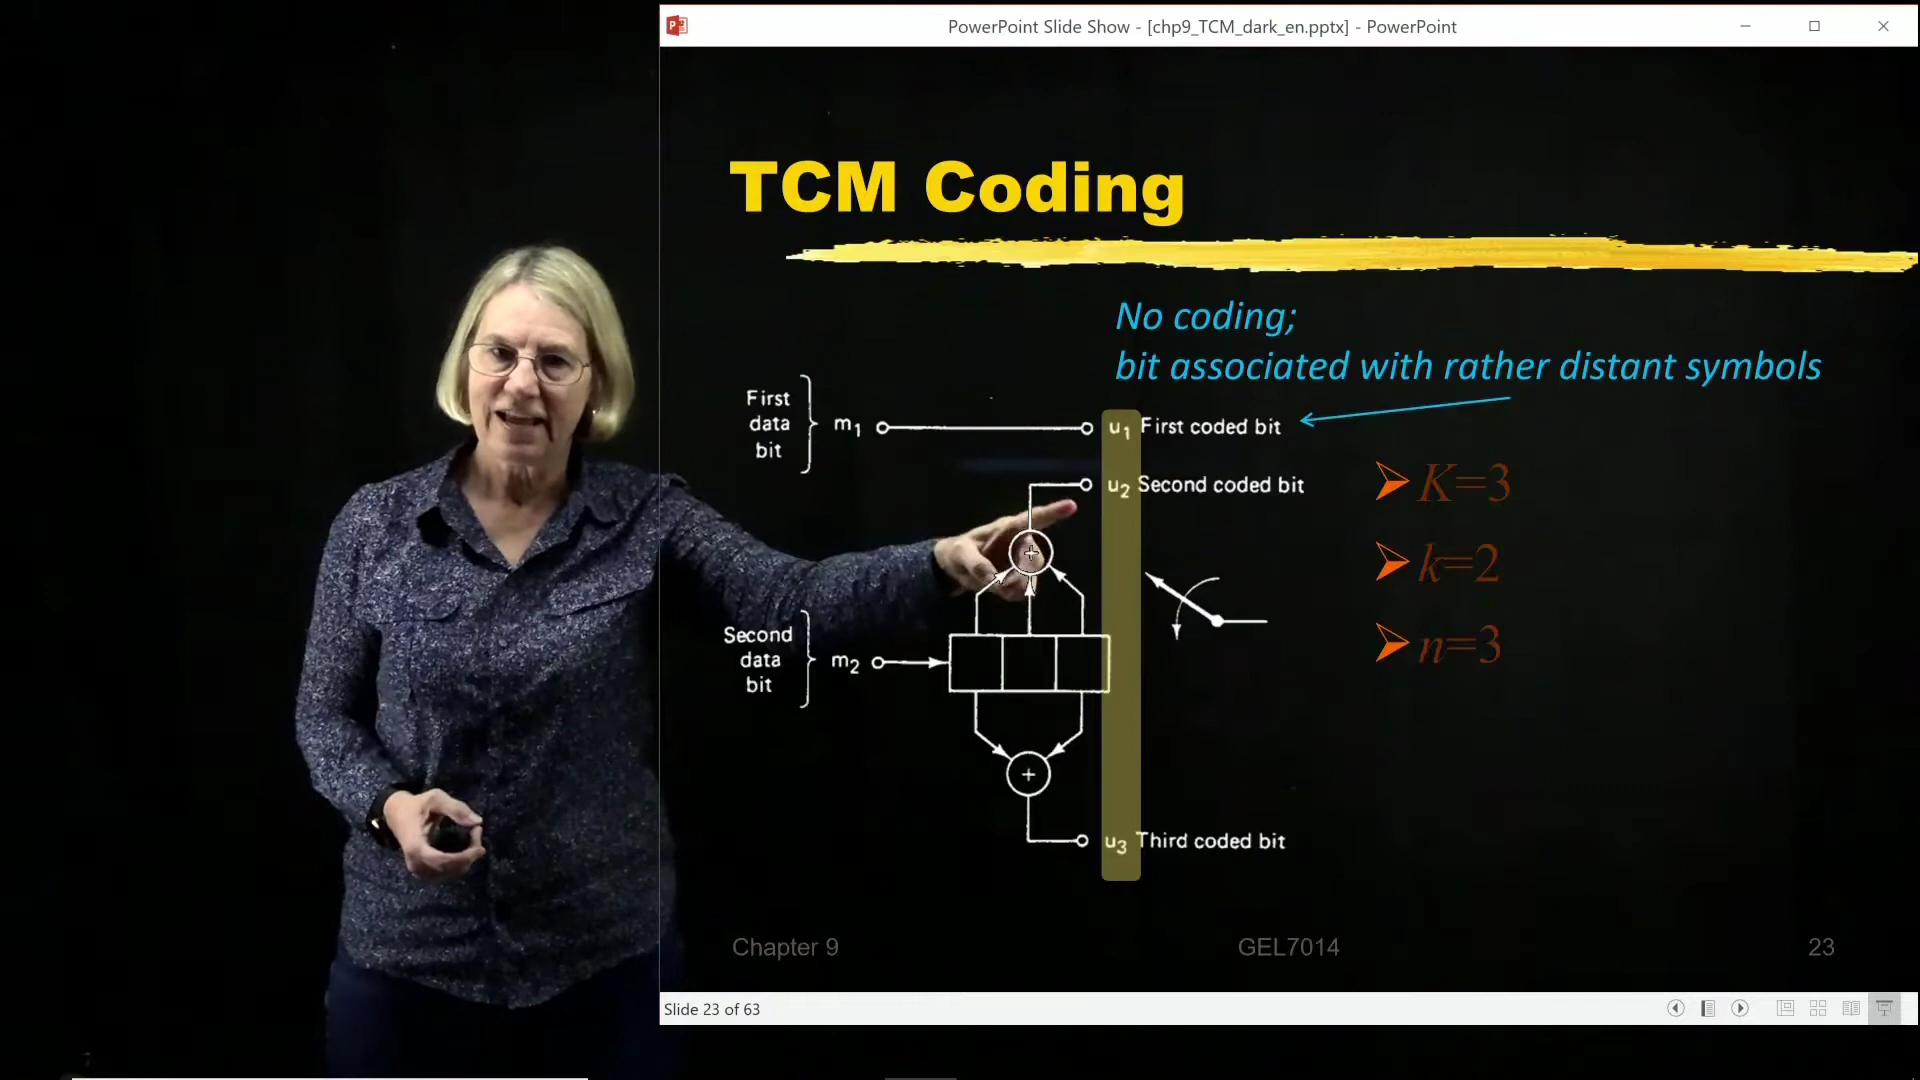 PowerPoint Slide Show - [chp9_TCM_dark_en.pptx] - PowerPoint
TCM Coding
No coding;
bit associated with rather distant symbols
First
data
bit
m1
u1 First coded bit
u2 Second coded bit
K=3
k=2
n=3
+
Second
data
bit
m2
+
u3 Third coded bit
Chapter 9
GEL7014
23
Slide 23 of 63